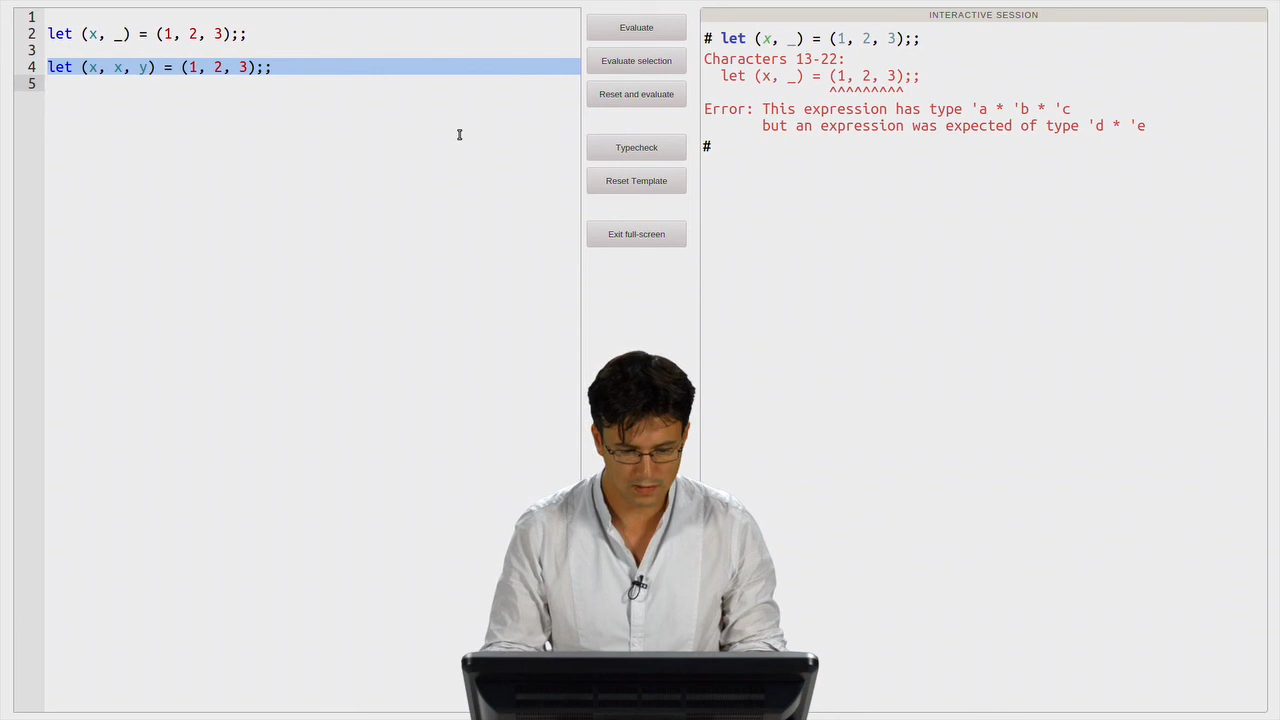 1
2 let (x, _) = (1, 2, 3);;
3
4 let (x, x, y) = (1, 2, 3);;
5
Evaluate
Evaluate selection
Reset and evaluate
Typecheck
Reset Template
Exit full-screen
INTERACTIVE SESSION
# let (x, _) = (1, 2, 3);;
Characters 13-22:
  let (x, _) = (1, 2, 3);;
               ^^^^^^^^^
Error: This expression has type 'a * 'b * 'c
       but an expression was expected of type 'd * 'e
#